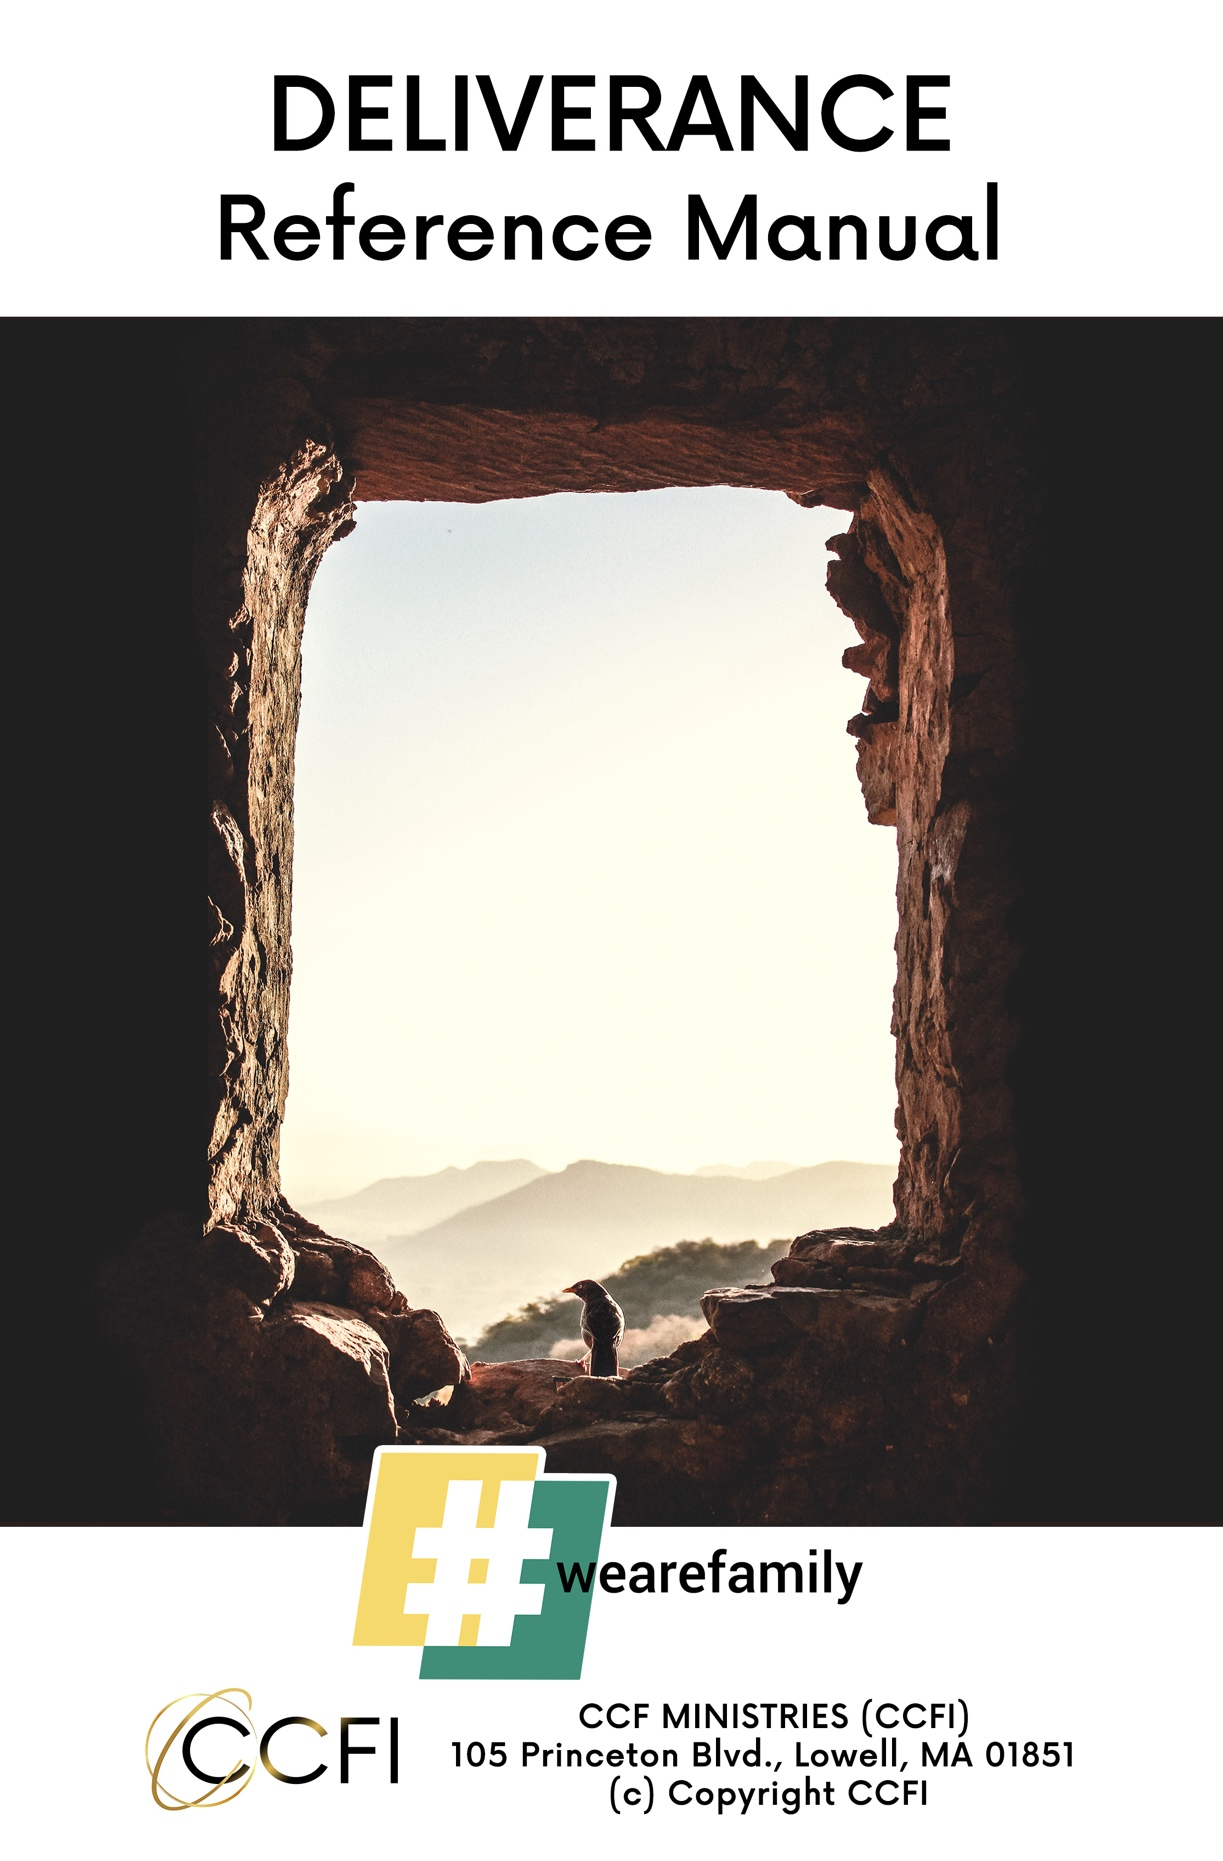 DELIVERANCE
Reference Manual
#wearefamily
CCFI
CCF MINISTRIES (CCFI)
105 Princeton Blvd., Lowell, MA 01851
(c) Copyright CCFI